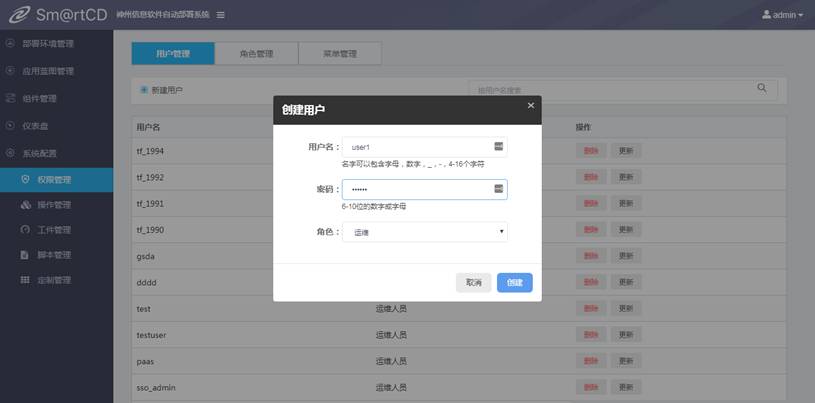 Sm@rtCD 神州信息软件自动部署系统 admin
部署环境管理
应用蓝图管理
组件管理
仪表盘
系统配置
权限管理
操作管理
工件管理
脚本管理
定制管理
用户管理 角色管理 菜单管理
新建用户 按用户名搜索
用户名 操作
tf_1994 删除 更新
tf_1992 删除 更新
tf_1991 删除 更新
tf_1990 删除 更新
gsda 删除 更新
dddd 删除 更新
test 运维人员 删除 更新
testuser 运维人员 删除 更新
paas 运维人员 删除 更新
sso_admin 运维人员 删除 更新
创建用户 ×
用户名： user1
名字可以包含字母，数字，_，-，4-16个字符
密码： ••••••
6-10位的数字或字母
角色： 运维
取消 创建